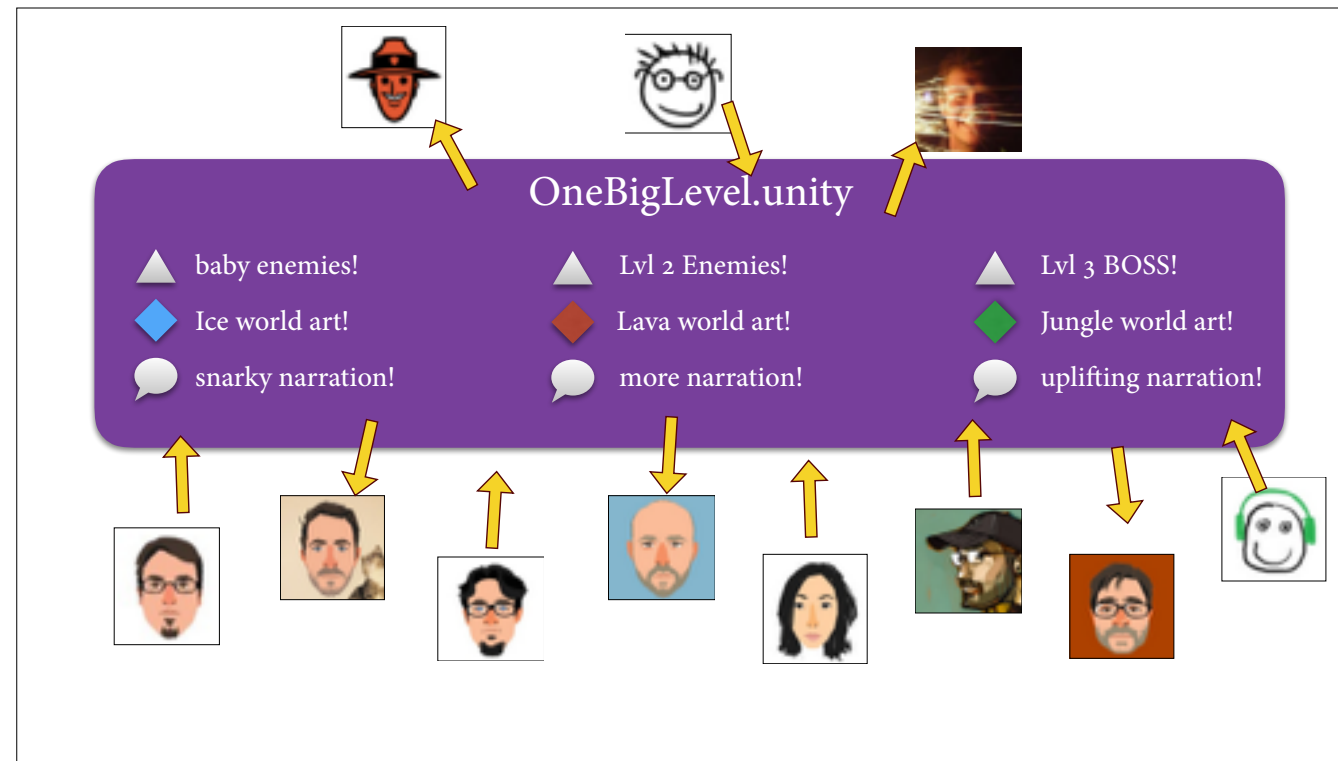 OneBigLevel.unity
baby enemies!
Ice world art!
snarky narration!
Lvl 2 Enemies!
Lava world art!
more narration!
Lvl 3 BOSS!
Jungle world art!
uplifting narration!